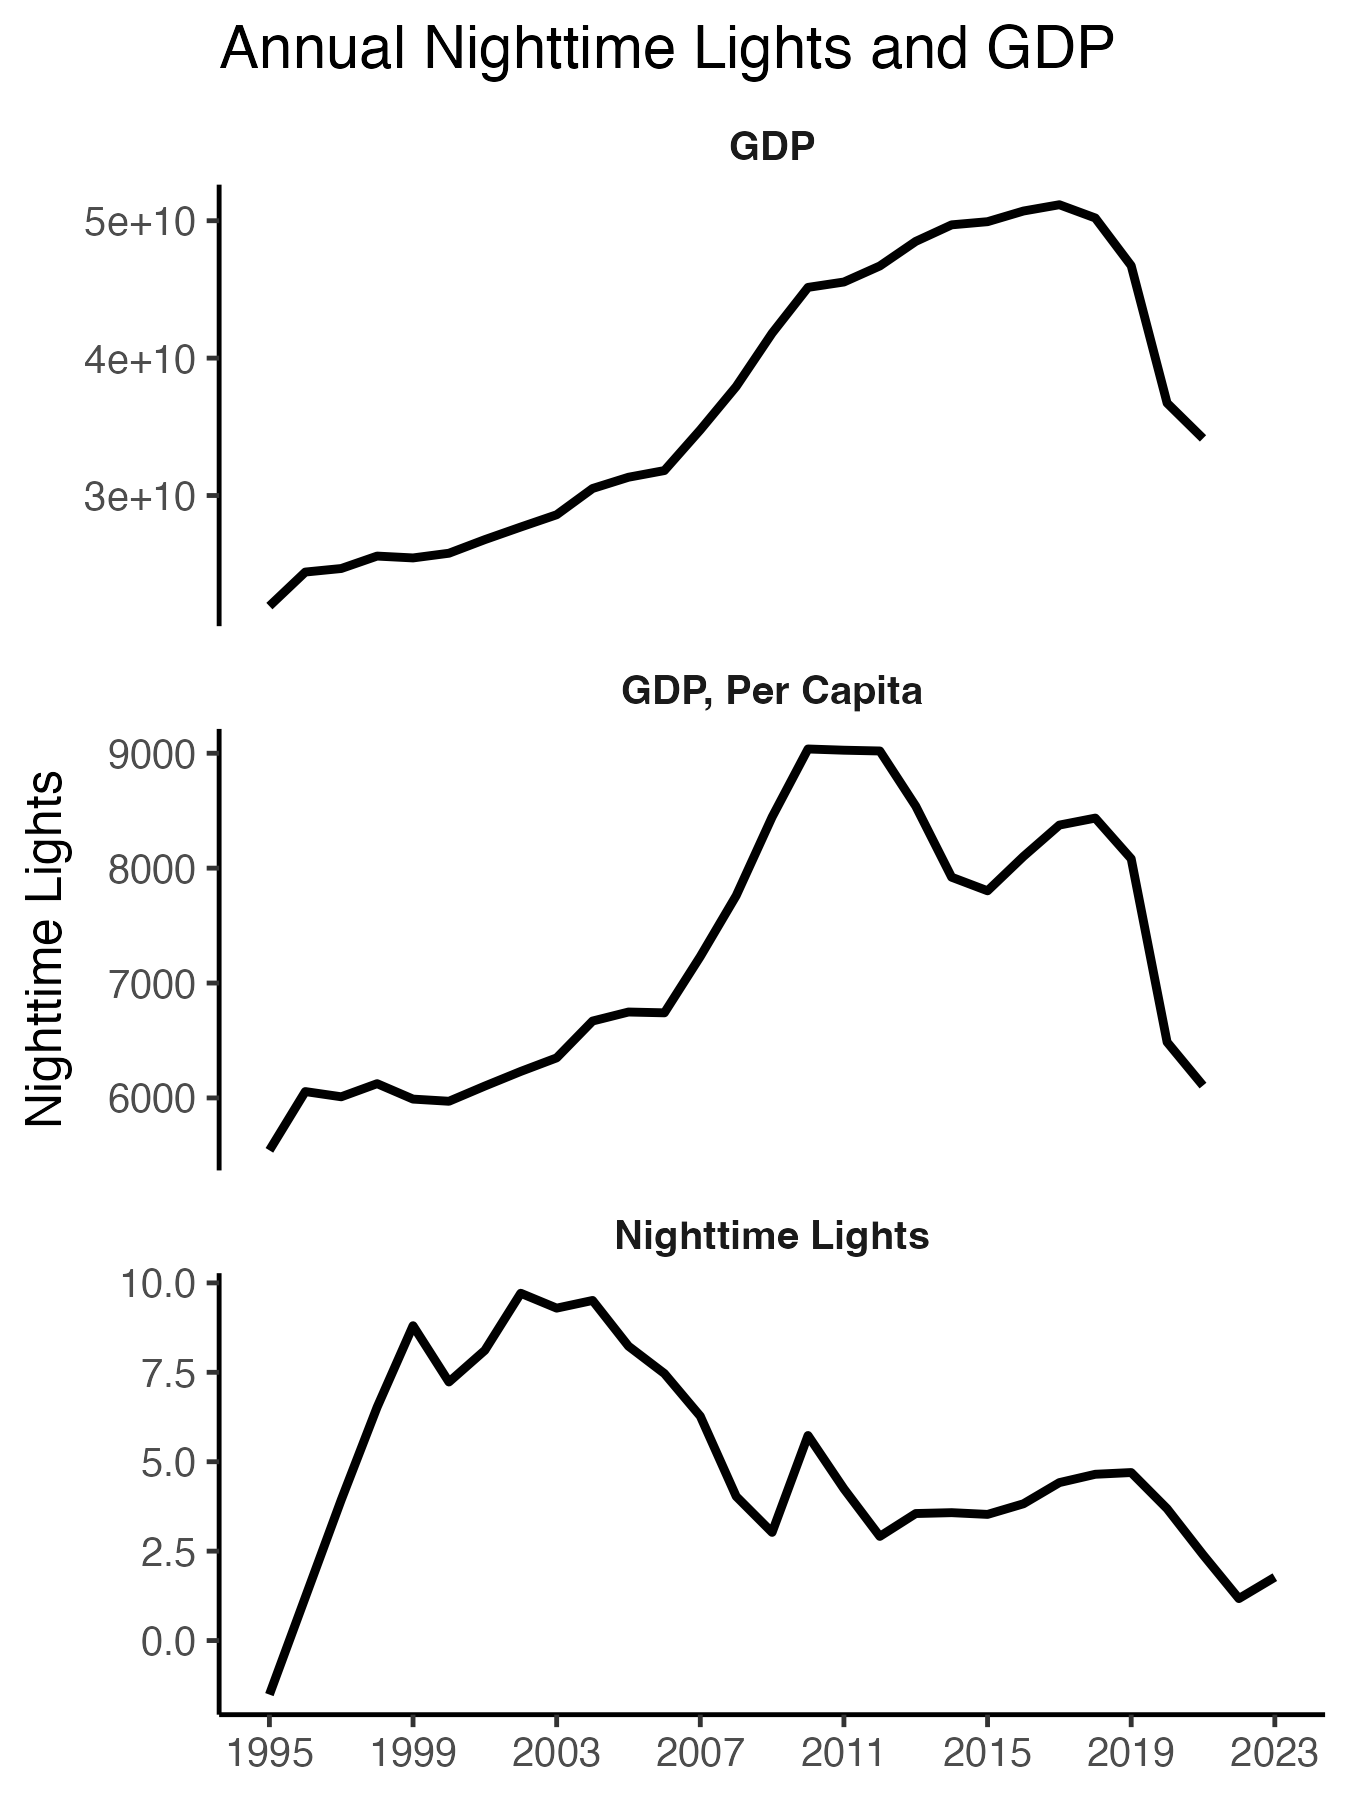 Annual Nighttime Lights and GDP
GDP
5e+10
4e+10
3e+10
GDP, Per Capita
Nighttime Lights
9000
8000
7000
6000
Nighttime Lights
10.0
7.5
5.0
2.5
0.0
1995 1999 2003 2007 2011 2015 2019 2023